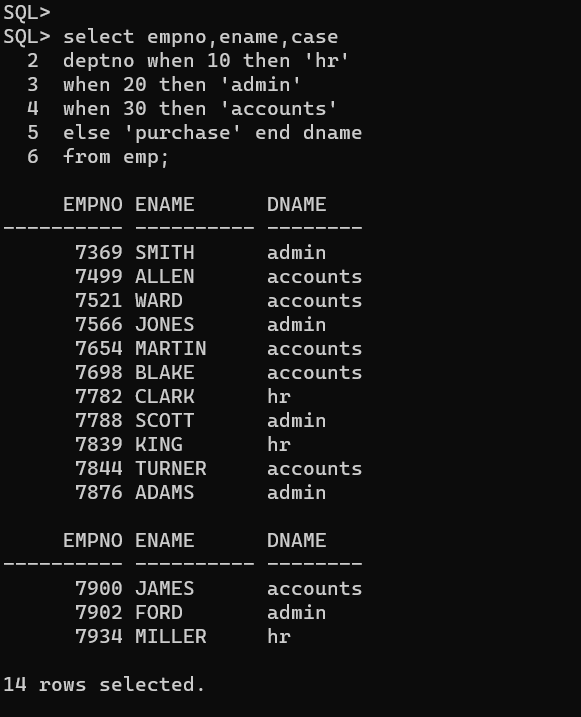 SQL>
SQL> select empno,ename,case
  2  deptno when 10 then 'hr'
  3  when 20 then 'admin'
  4  when 30 then 'accounts'
  5  else 'purchase' end dname
  6  from emp;

     EMPNO ENAME      DNAME
---------- ---------- --------
      7369 SMITH      admin
      7499 ALLEN      accounts
      7521 WARD       accounts
      7566 JONES      admin
      7654 MARTIN     accounts
      7698 BLAKE      accounts
      7782 CLARK      hr
      7788 SCOTT      admin
      7839 KING       hr
      7844 TURNER     accounts
      7876 ADAMS      admin

     EMPNO ENAME      DNAME
---------- ---------- --------
      7900 JAMES      accounts
      7902 FORD       admin
      7934 MILLER     hr

14 rows selected.